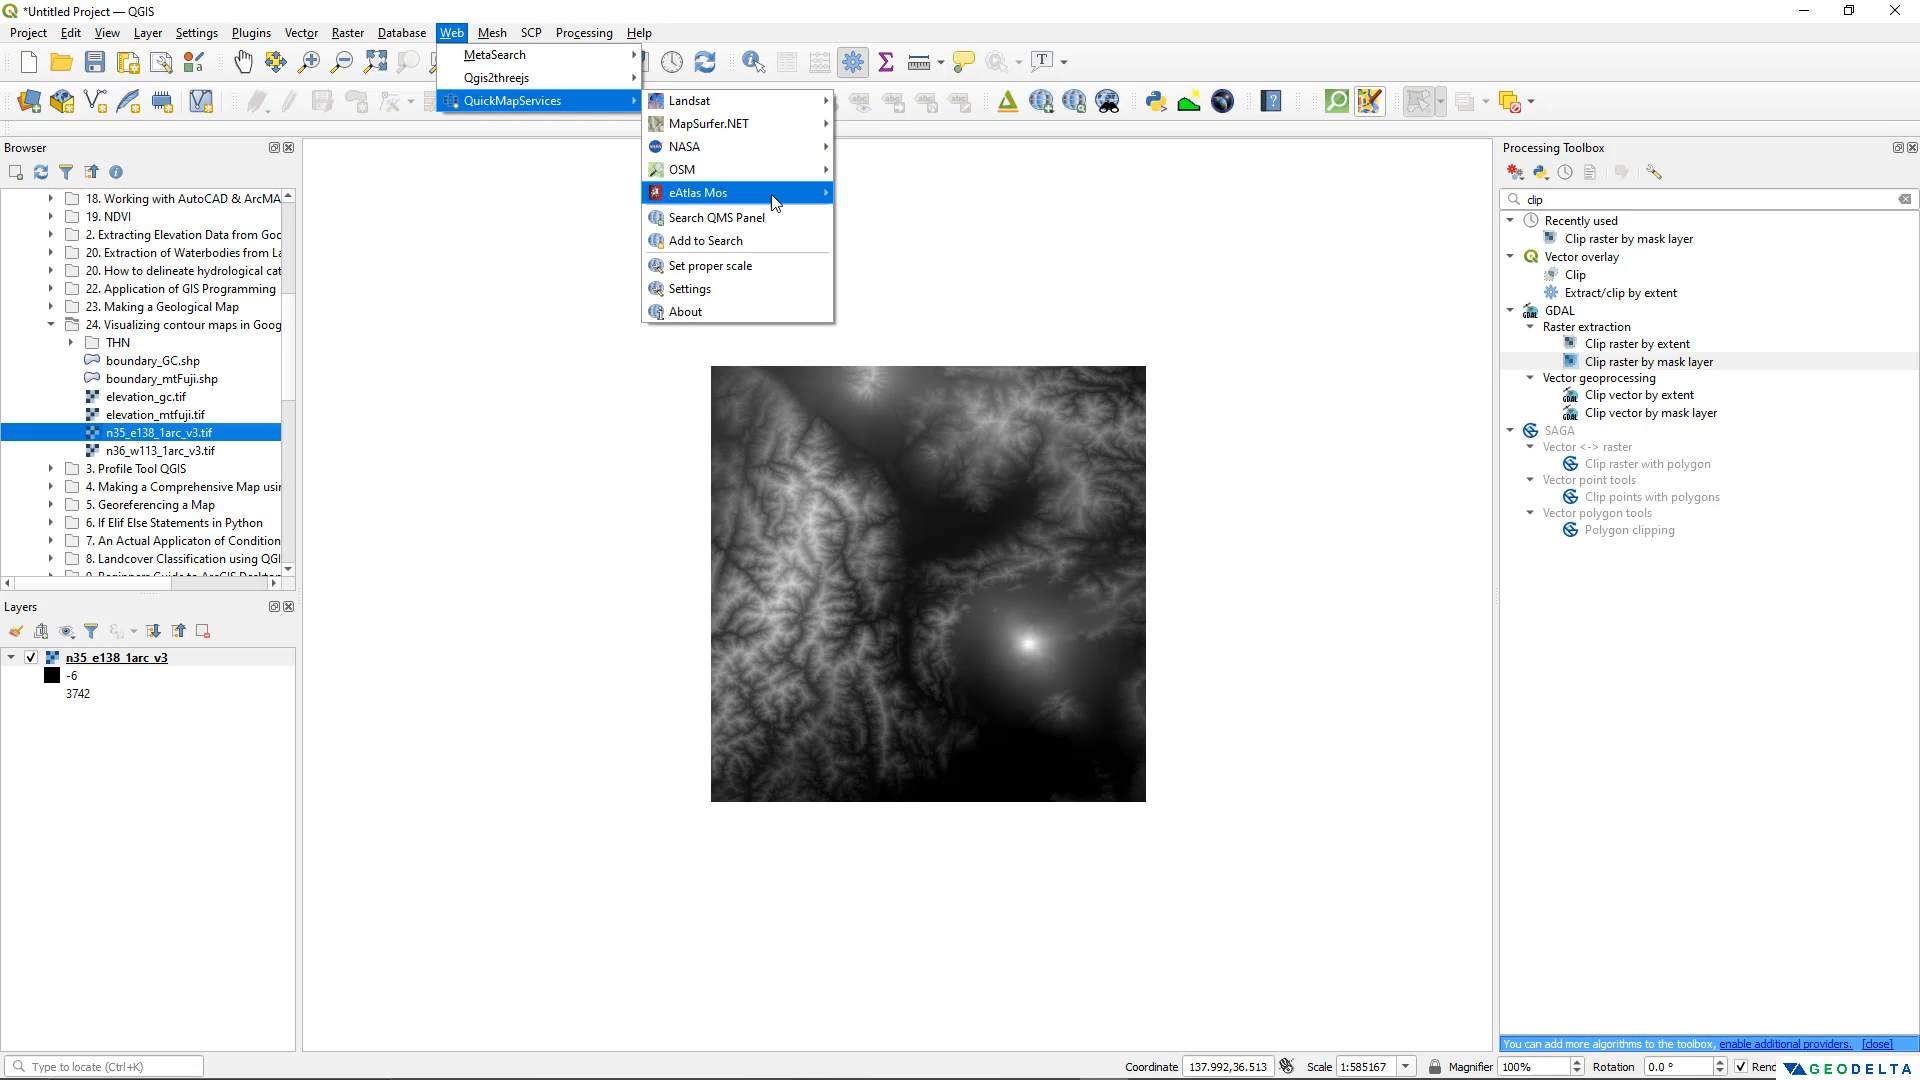 *Untitled Project — QGIS
Project Edit View Layer Settings Plugins Vector Raster Database Web Mesh SCP Processing Help
MetaSearch
Qgis2threejs
QuickMapServices
Landsat
MapSurfer.NET
NASA
OSM
eAtlas Mos
Search QMS Panel
Add to Search
Set proper scale
Settings
About
Browser
18. Working with AutoCAD & ArcMA
19. NDVI
2. Extracting Elevation Data from Goo
20. Extraction of Waterbodies from La
20. How to delineate hydrological cat
22. Application of GIS Programming
23. Making a Geological Map
24. Visualizing contour maps in Goog
THN
boundary_GC.shp
boundary_mtFuji.shp
elevation_gc.tif
elevation_mtfuji.tif
n35_e138_1arc_v3.tif
n36_w113_1arc_v3.tif
3. Profile Tool QGIS
4. Making a Comprehensive Map usin
5. Georeferencing a Map
6. If Elif Else Statements in Python
7. An Actual Applicaton of Condition
8. Landcover Classification using QGI
Layers
n35_e138_1arc_v3
-6
3742
Processing Toolbox
clip
Recently used
Clip raster by mask layer
Vector overlay
Clip
Extract/clip by extent
GDAL
Raster extraction
Clip raster by extent
Clip raster by mask layer
Vector geoprocessing
Clip vector by extent
Clip vector by mask layer
SAGA
Vector <-> raster
Clip raster with polygon
Vector point tools
Clip points with polygons
Vector polygon tools
Polygon clipping
You can add more algorithms to the toolbox, enable additional providers. [close]
Type to locate (Ctrl+K)
Coordinate 137.992,36.513 Scale 1:585167 Magnifier 100% Rotation 0.0 ° Rend
GEODELTA